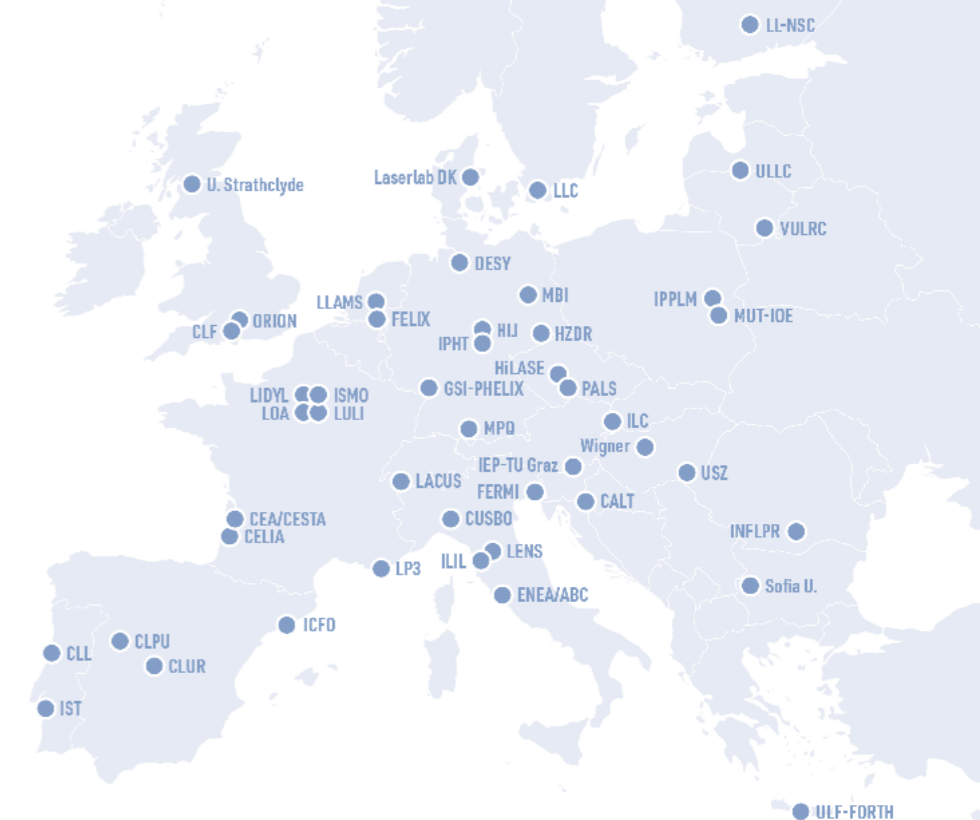 LL-NSC
ULLC
Laserlab DK
U. Strathclyde
LLC
VULRC
DESY
MBI
LLAMS
IPPLM
MUT-IOE
ORION
FELIX
CLF
HIJ
HZDR
IPHT
HiLASE
GSI-PHELIX
PALS
LIDYL
ISMO
LOA
LULI
ILC
MPQ
Wigner
IEP-TU Graz
USZ
LACUS
FERMI
CALT
CEA/CESTA
CUSBO
CELIA
INFLPR
LENS
ILIL
LP3
Sofia U.
ENEA/ABC
ICFO
CLPU
CLL
CLUR
IST
ULF-FORTH